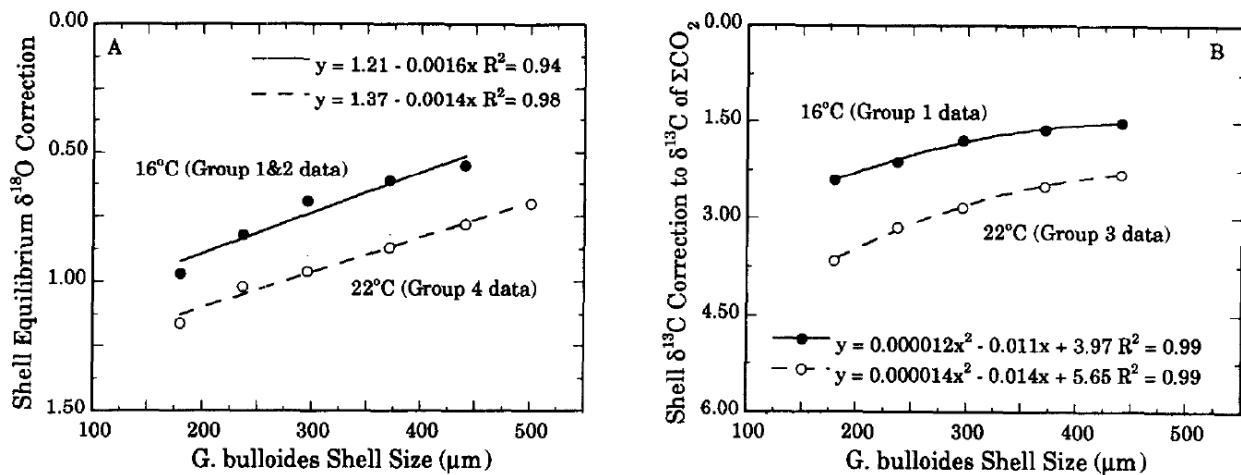 A
0.00
0.50
1.00
1.50
Shell Equilibrium δ¹⁸O Correction
y = 1.21 - 0.0016x R² = 0.94
y = 1.37 - 0.0014x R² = 0.98
16°C (Group 1&2 data)
22°C (Group 4 data)
100 200 300 400 500
G. bulloides Shell Size (μm)
B
0.00
1.50
3.00
4.50
6.00
Shell δ¹³C Correction to δ¹³C of ΣCO₂
16°C (Group 1 data)
22°C (Group 3 data)
y = 0.000012x² - 0.011x + 3.97 R² = 0.99
y = 0.000014x² - 0.014x + 5.65 R² = 0.99
100 200 300 400 500
G. bulloides Shell Size (μm)